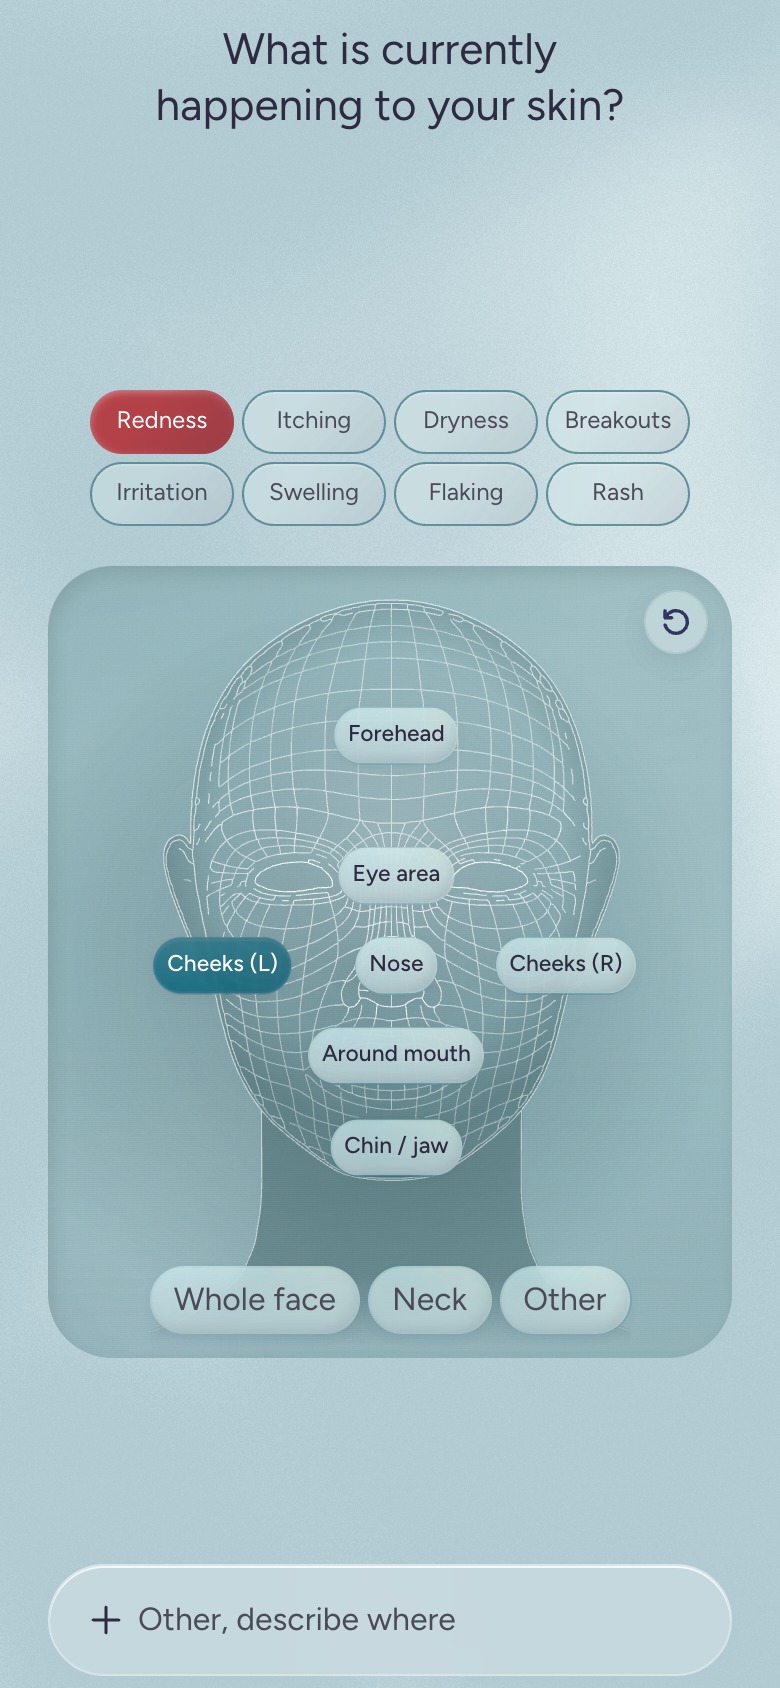 What is currently
happening to your skin?
Redness Itching Dryness Breakouts
Irritation Swelling Flaking Rash
Forehead
Eye area
Cheeks (L) Nose Cheeks (R)
Around mouth
Chin / jaw
Whole face Neck Other
Other, describe where